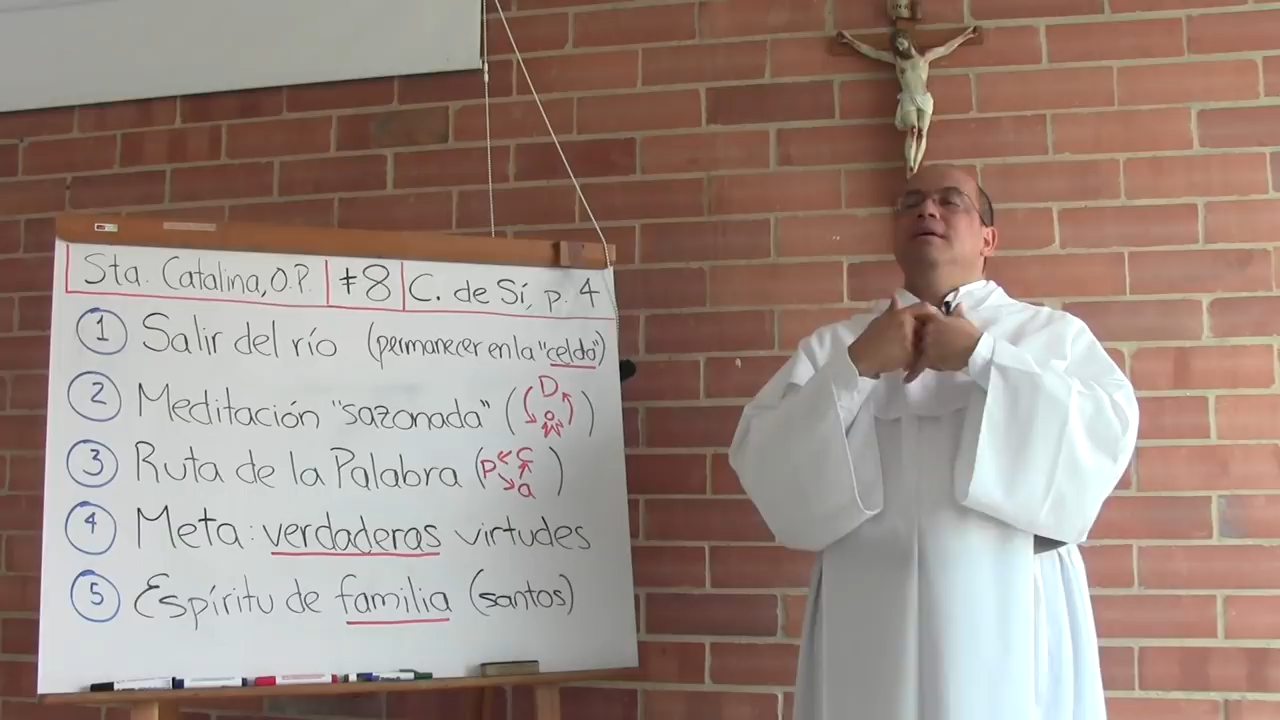 Sta. Catalina, O.P. #8 C. de Sí, p. 4
1 Salir del río (permanecer en la "celda")
2 Meditación "sazonada" (D)
3 Ruta de la Palabra (P C a)
4 Meta: verdaderas virtudes
5 Espíritu de familia (santos)